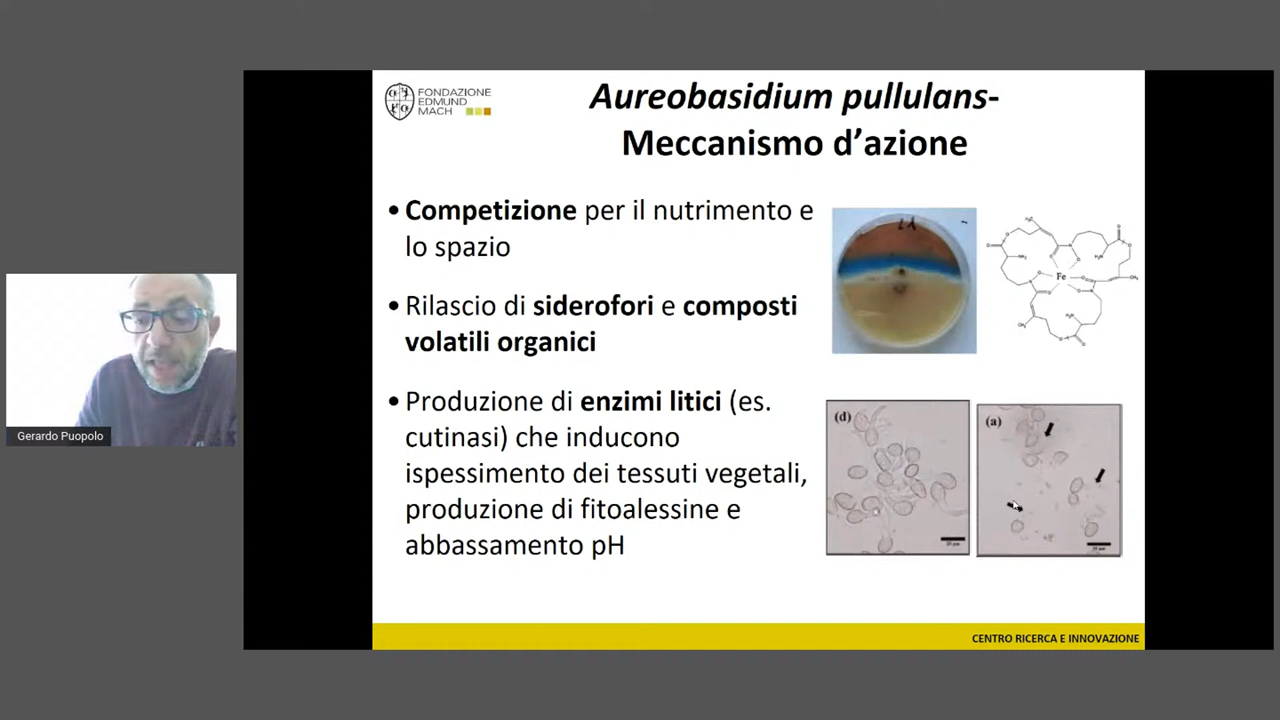 FONDAZIONE
EDMUND
MACH
Aureobasidium pullulans-
Meccanismo d’azione
• Competizione per il nutrimento e
lo spazio
• Rilascio di siderofori e composti
volatili organici
• Produzione di enzimi litici (es.
cutinasi) che inducono
ispessimento dei tessuti vegetali,
produzione di fitoalessine e
abbassamento pH
Fe
(d)
(a)
Gerardo Puopolo
CENTRO RICERCA E INNOVAZIONE